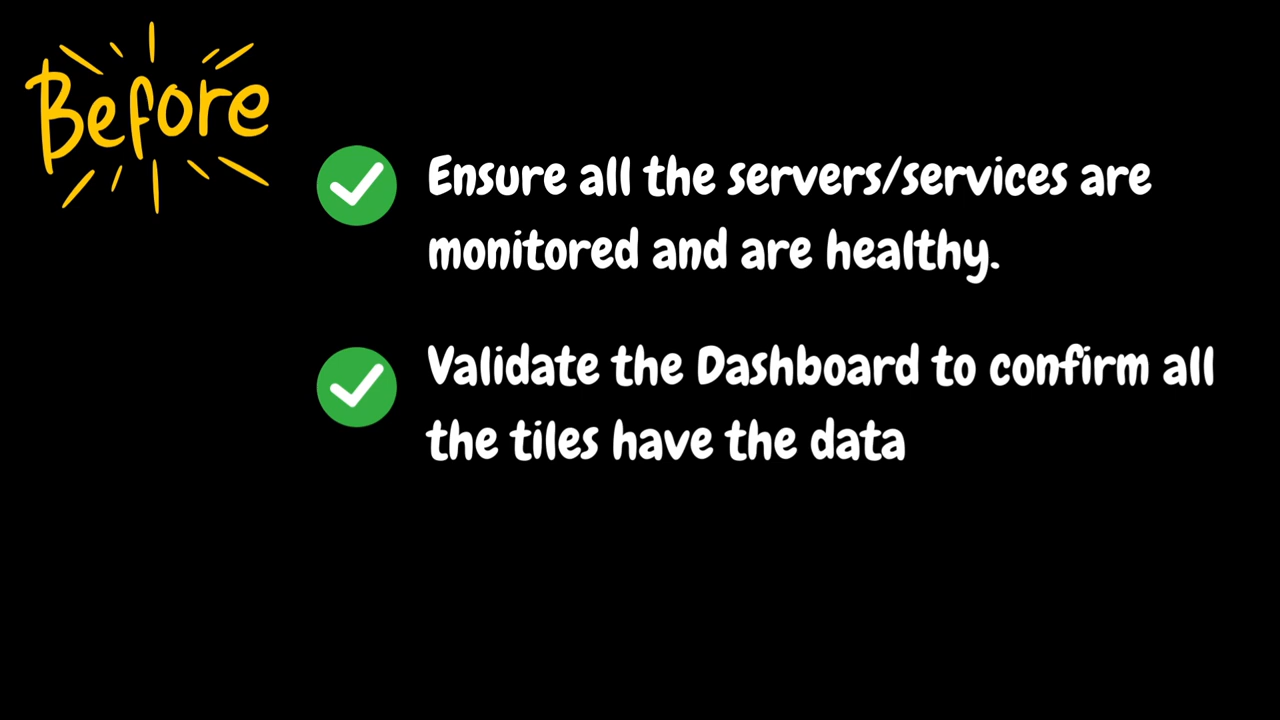 Before
Ensure all the servers/services are
monitored and are healthy.
Validate the Dashboard to confirm all
the tiles have the data